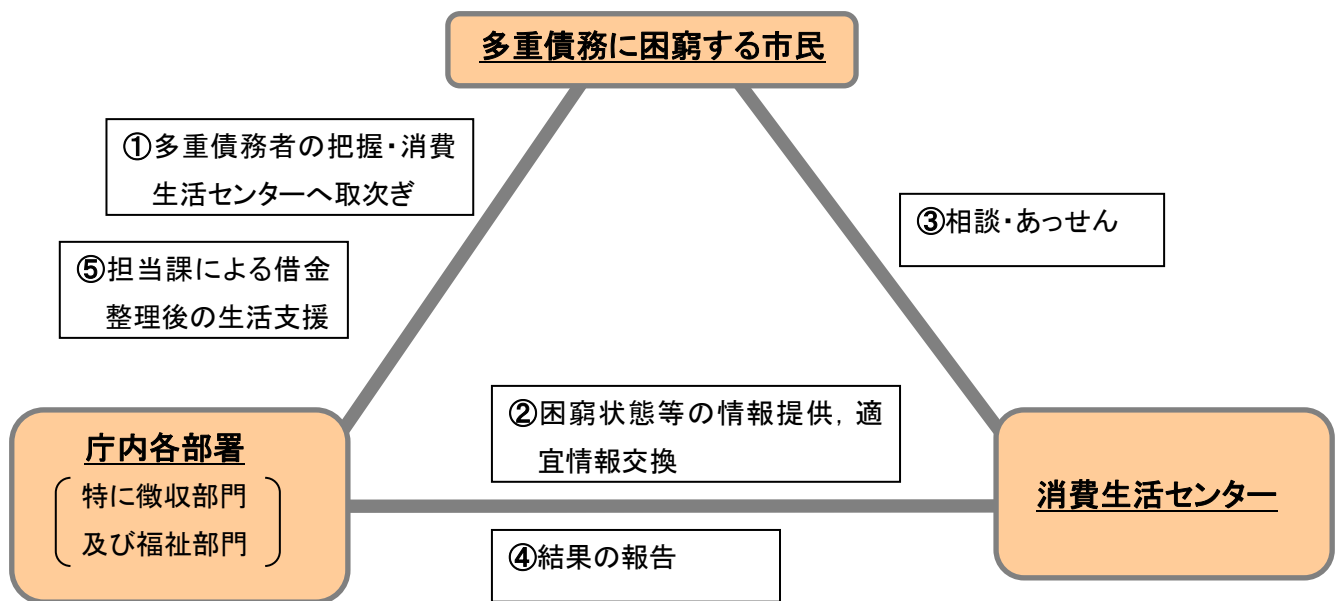 多重債務に困窮する市民
①多重債務者の把握・消費
生活センターへ取次ぎ
③相談・あっせん
⑤担当課による借金
整理後の生活支援
②困窮状態等の情報提供，適
宜情報交換
庁内各部署
特に徴収部門
及び福祉部門
消費生活センター
④結果の報告